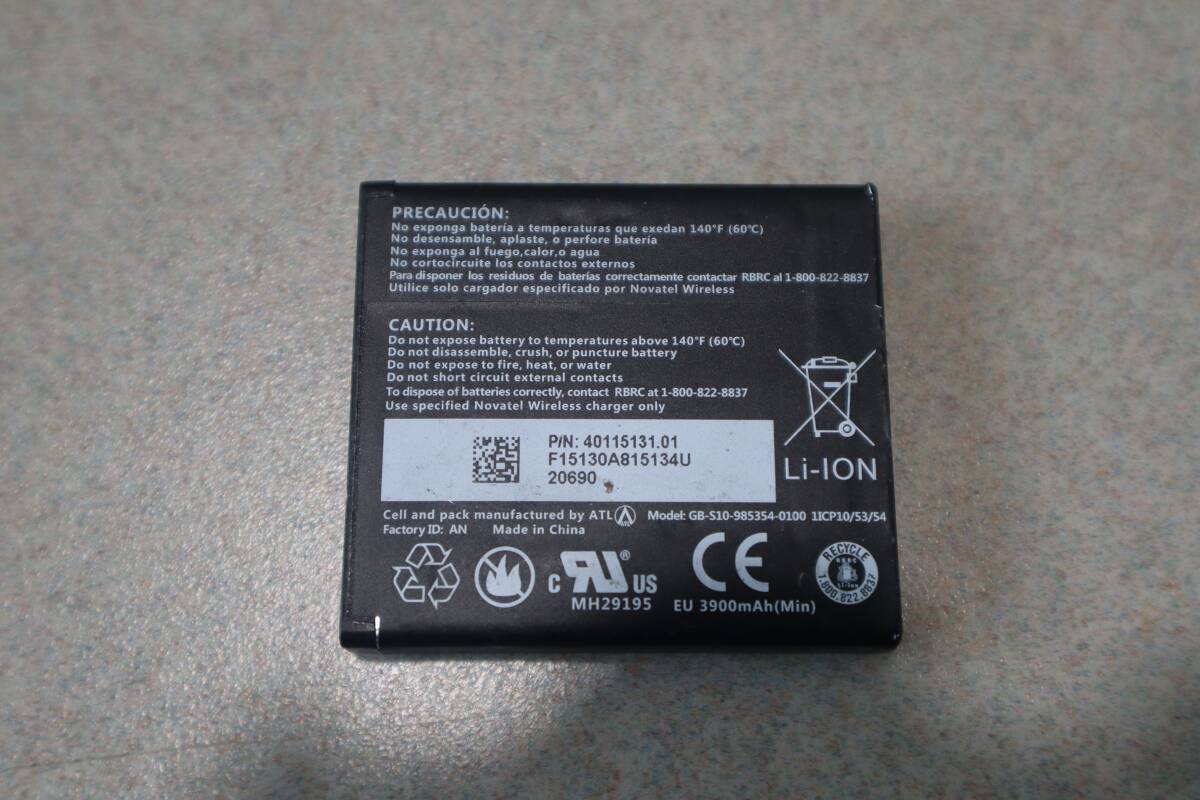 PRECAUCIÓN:
No exponga batería a temperaturas que exedan 140°F (60°C)
No desensamble, aplaste, o perfore batería
No exponga al fuego,calor,o agua
No cortocircuite los contactos externos
Para disponer los residuos de baterías correctamente contactar RBRC al 1-800-822-8837
Utilice solo cargador especificado por Novatel Wireless
CAUTION:
Do not expose battery to temperatures above 140°F (60°C)
Do not disassemble, crush, or puncture battery
Do not expose to fire, heat, or water
Do not short circuit external contacts
To dispose of batteries correctly, contact RBRC at 1-800-822-8837
Use specified Novatel Wireless charger only
P/N: 40115131.01
F15130A815134U
20690
Li-ION
Cell and pack manufactured by ATL ATL Model: GB-S10-985354-0100 1ICP10/53/54
Factory ID: AN Made in China
C RU ® US
MH29195
CE
EU 3900mAh(Min)
RECYCLE
RBRC
Li-Ion
1.800.822.8837